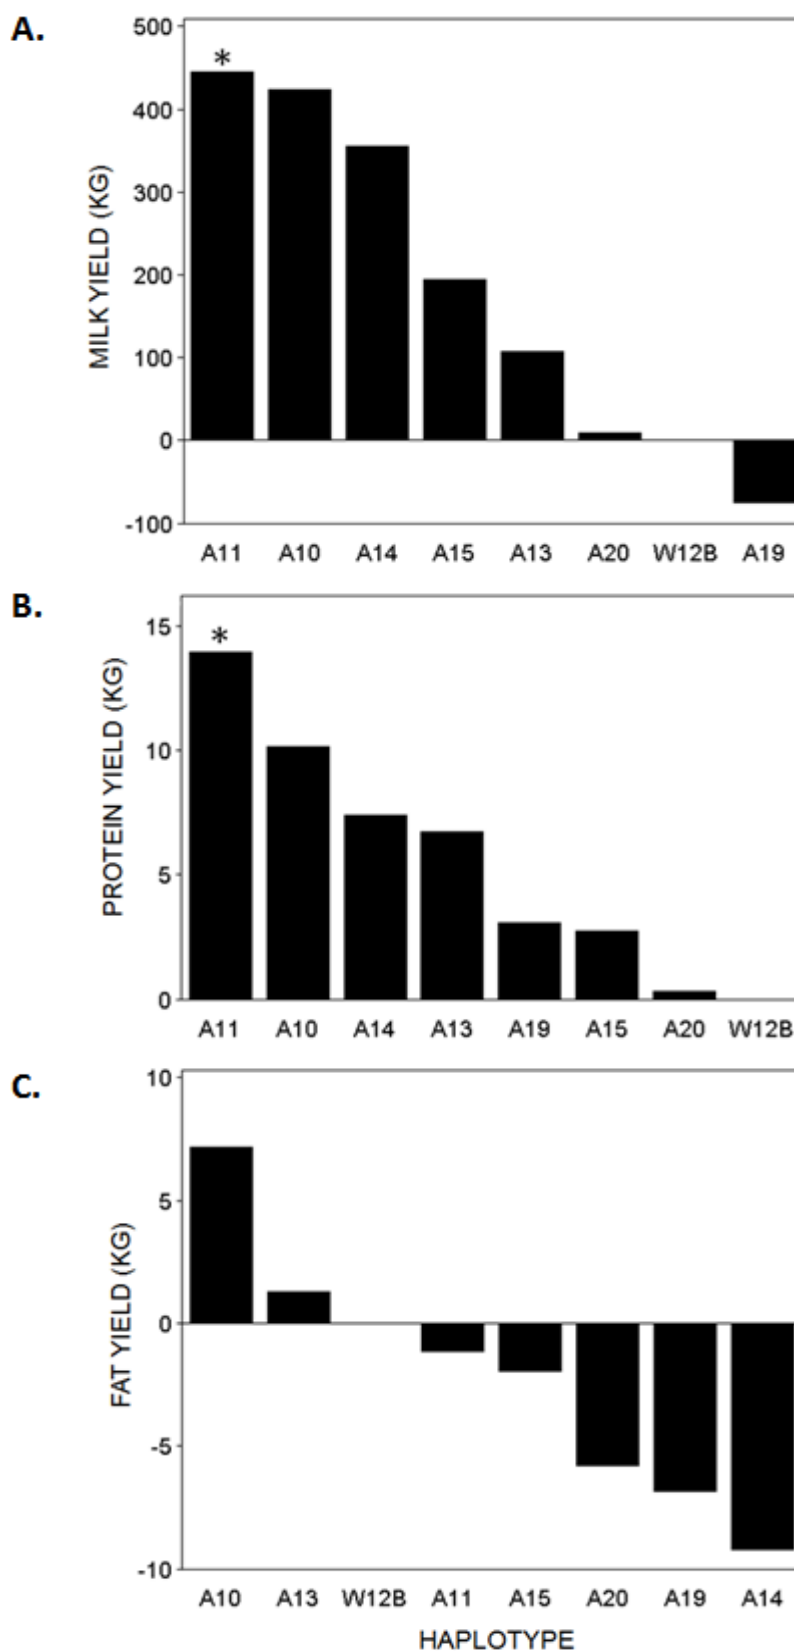 A.
MILK YIELD (KG)
500
400
300
200
100
0
-100
*
A11 A10 A14 A15 A13 A20 W12B A19
B.
PROTEIN YIELD (KG)
15
10
5
0
*
A11 A10 A14 A13 A19 A15 A20 W12B
C.
FAT YIELD (KG)
10
5
0
-5
-10
A10 A13 W12B A11 A15 A20 A19 A14
HAPLOTYPE